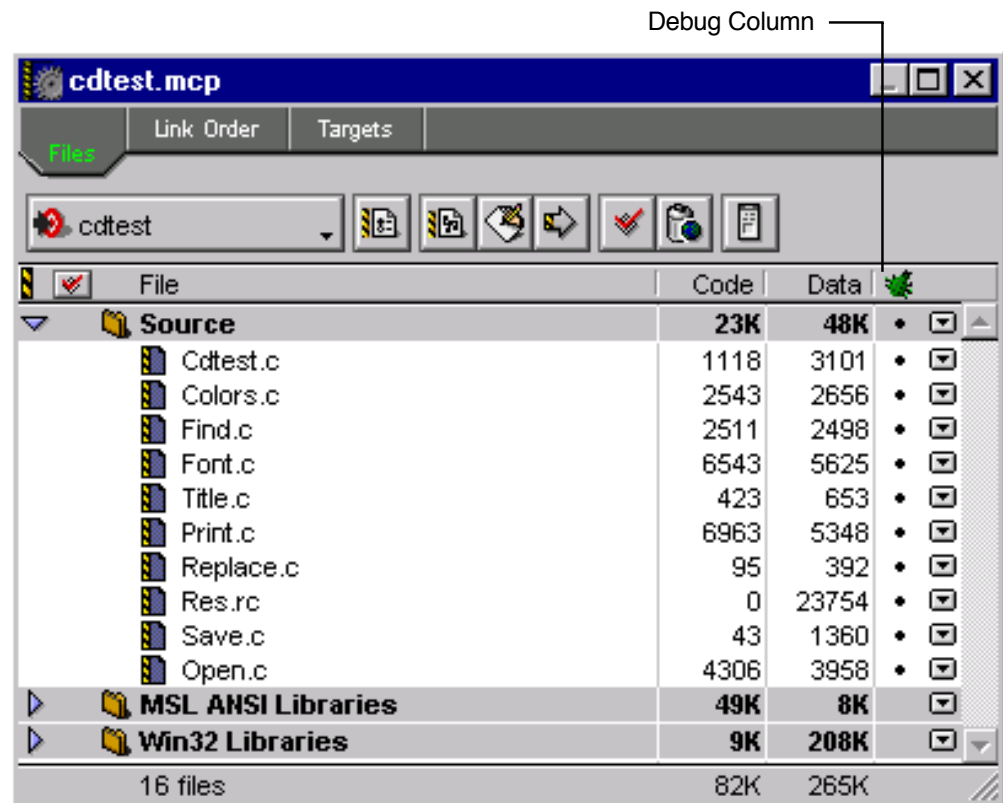 Debug Column
cdtest.mcp
Files Link Order Targets
cdtest
File Code Data
Source 23K 48K •
Cdtest.c 1118 3101 •
Colors.c 2543 2656 •
Find.c 2511 2498 •
Font.c 6543 5625 •
Title.c 423 653 •
Print.c 6963 5348 •
Replace.c 95 392 •
Res.rc 0 23754 •
Save.c 43 1360 •
Open.c 4306 3958 •
MSL ANSI Libraries 49K 8K
Win32 Libraries 9K 208K
16 files 82K 265K